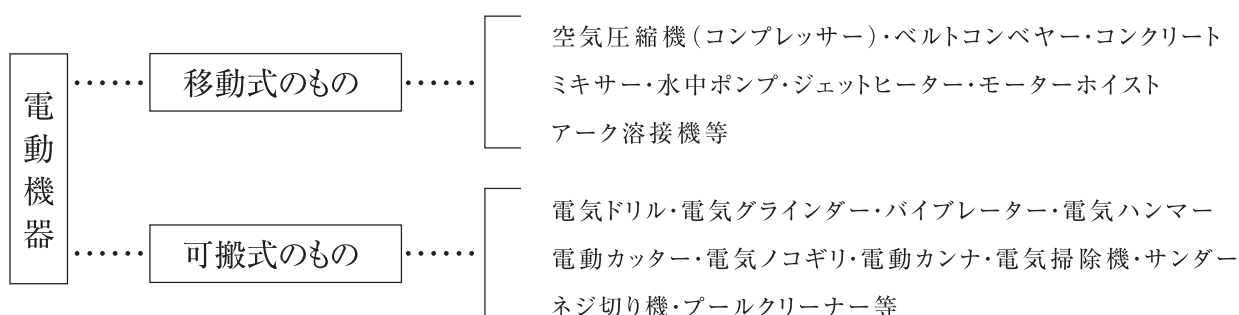 電動機器
移動式のもの
空気圧縮機(コンプレッサー)・ベルトコンベヤー・コンクリート
ミキサー・水中ポンプ・ジェットヒーター・モーターホイスト
アーク溶接機等
可搬式のもの
電気ドリル・電気グラインダー・バイブレーター・電気ハンマー
電動カッター・電気ノコギリ・電動カンナ・電気掃除機・サンダー
ネジ切り機・プールクリーナー等